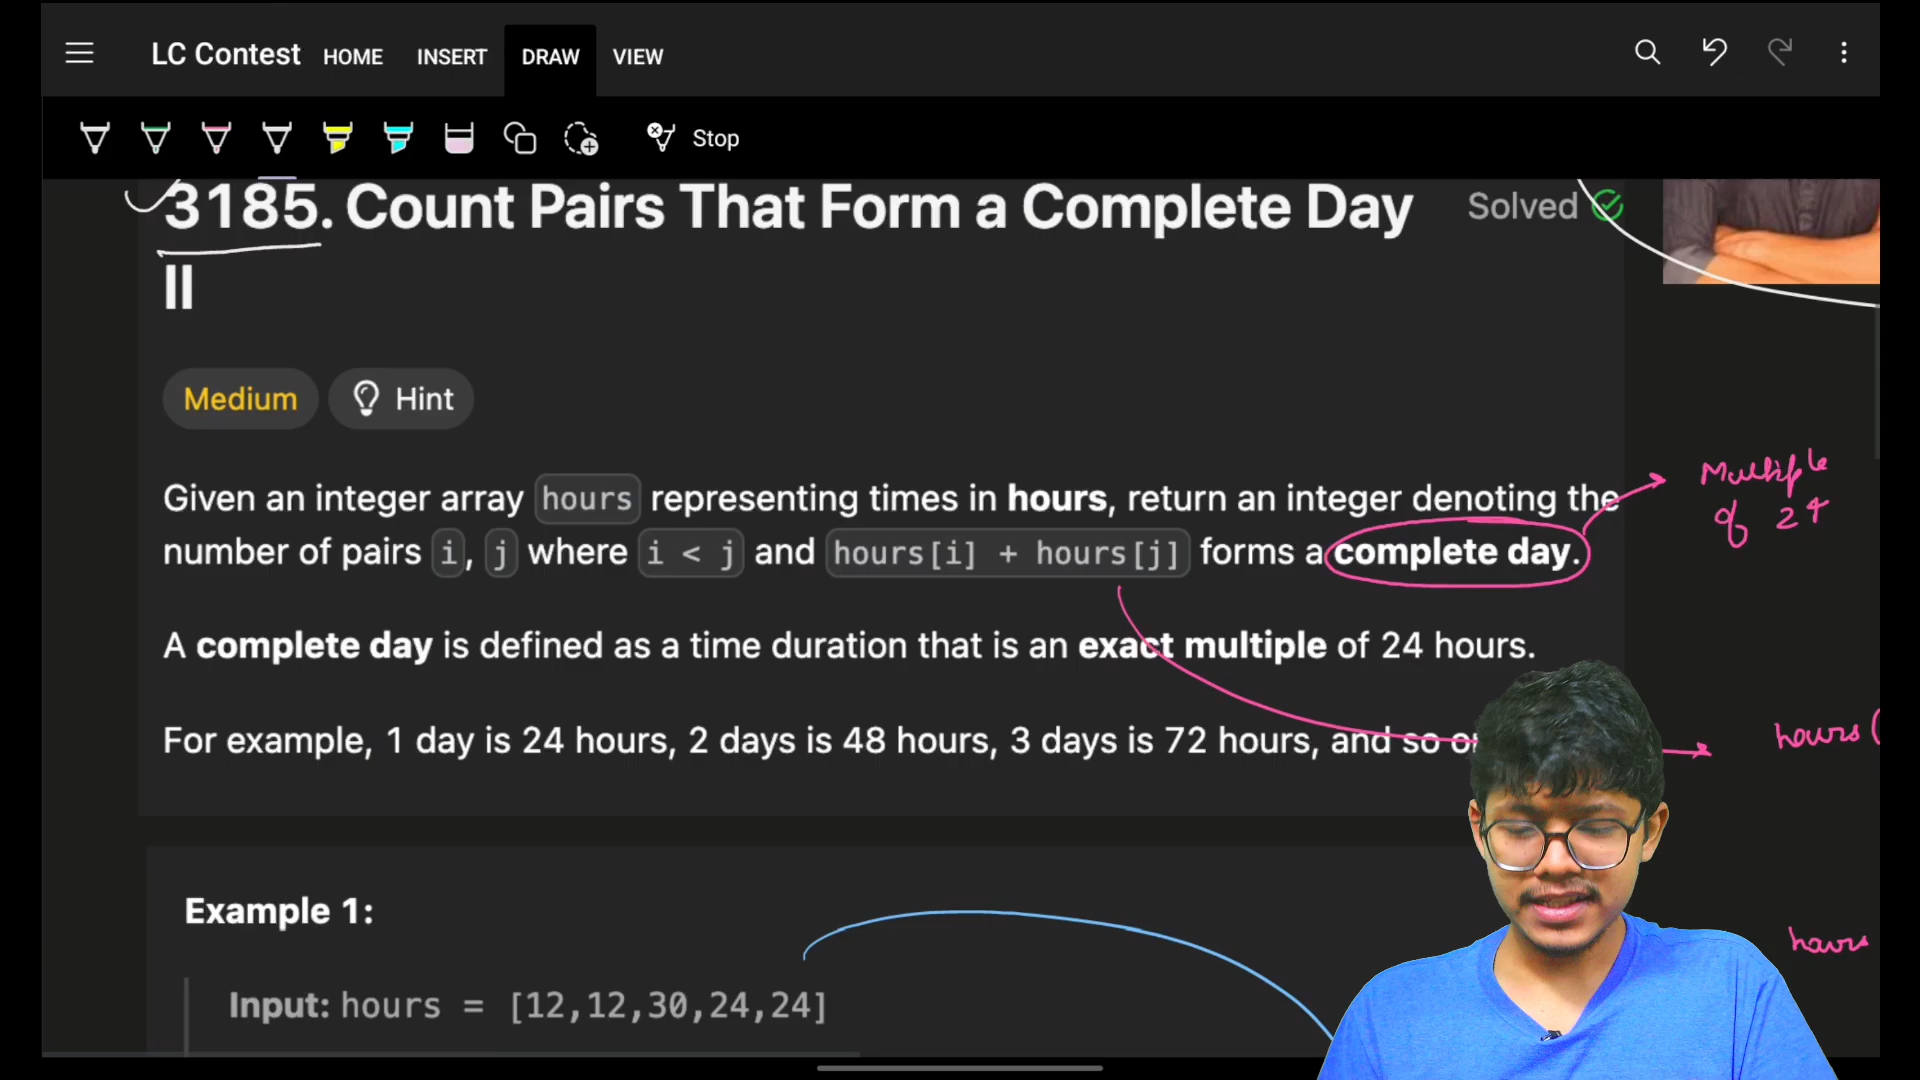 LC Contest HOME INSERT DRAW VIEW
Stop
3185. Count Pairs That Form a Complete Day
II
Solved
Medium Hint
Given an integer array hours representing times in hours, return an integer denoting the
number of pairs i, j where i < j and hours[i] + hours[j] forms a complete day.
Multiple
of 24
A complete day is defined as a time duration that is an exact multiple of 24 hours.
For example, 1 day is 24 hours, 2 days is 48 hours, 3 days is 72 hours, and so on
hours (
hours
Example 1:
Input: hours = [12,12,30,24,24]